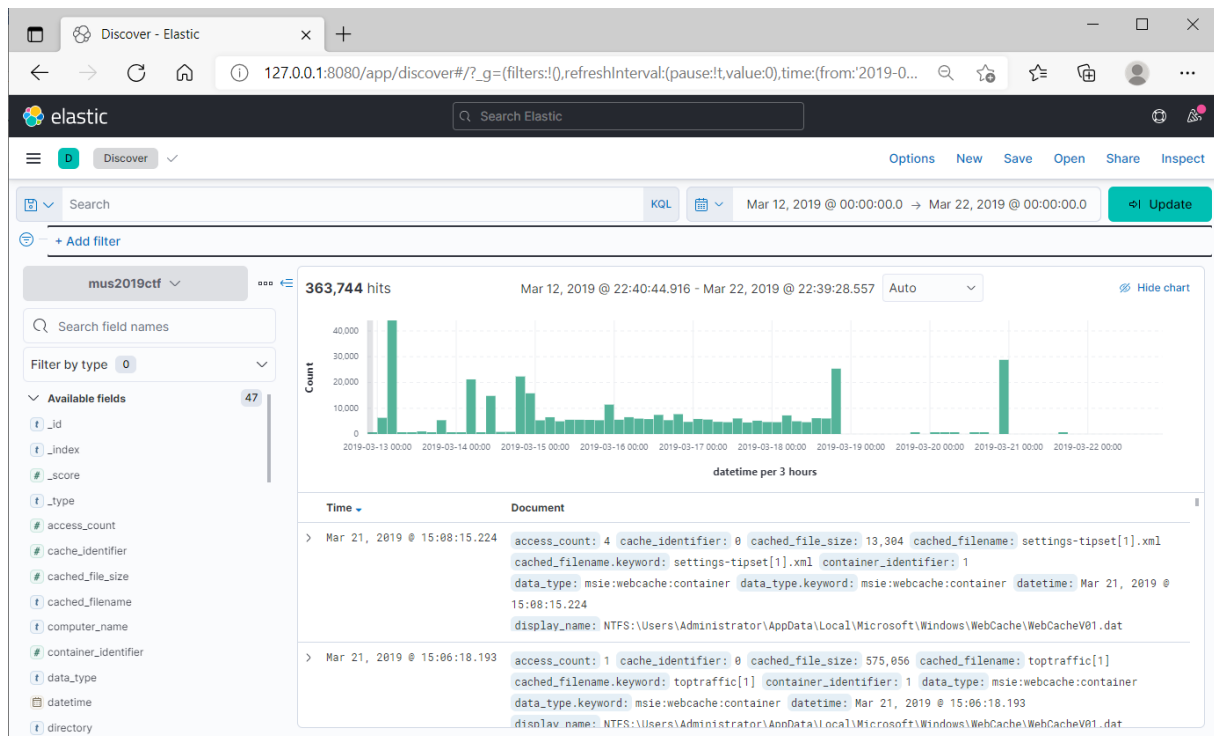 Discover - Elastic
127.0.0.1:8080/app/discover#/?_g=(filters:!(),refreshInterval:(pause:!t,value:0),time:(from:'2019-0...
elastic
Search Elastic
D Discover Options New Save Open Share Inspect
Search KQL Mar 12, 2019 @ 00:00:00.0 → Mar 22, 2019 @ 00:00:00.0 Update
+ Add filter
mus2019ctf
Search field names
Filter by type 0
Available fields 47
t _id
t _index
# _score
t _type
# access_count
# cache_identifier
# cached_file_size
t cached_filename
t computer_name
# container_identifier
t data_type
datetime
t directory
363,744 hits Mar 12, 2019 @ 22:40:44.916 - Mar 22, 2019 @ 22:39:28.557 Auto Hide chart
Count
40,000
30,000
20,000
10,000
0
2019-03-13 00:00 2019-03-14 00:00 2019-03-15 00:00 2019-03-16 00:00 2019-03-17 00:00 2019-03-18 00:00 2019-03-19 00:00 2019-03-20 00:00 2019-03-21 00:00 2019-03-22 00:00
datetime per 3 hours
Time Document
Mar 21, 2019 @ 15:08:15.224 access_count: 4 cache_identifier: 0 cached_file_size: 13,304 cached_filename: settings-tipset[1].xml
cached_filename.keyword: settings-tipset[1].xml container_identifier: 1
data_type: msie:webcache:container data_type.keyword: msie:webcache:container datetime: Mar 21, 2019 @
15:08:15.224
display_name: NTFS:\Users\Administrator\AppData\Local\Microsoft\Windows\WebCache\WebCacheV01.dat
Mar 21, 2019 @ 15:06:18.193 access_count: 1 cache_identifier: 0 cached_file_size: 575,056 cached_filename: toptraffic[1]
cached_filename.keyword: toptraffic[1] container_identifier: 1 data_type: msie:webcache:container
data_type.keyword: msie:webcache:container datetime: Mar 21, 2019 @ 15:06:18.193
display_name: NTFS:\Users\Administrator\AppData\Local\Microsoft\Windows\WebCache\WebCacheV01.dat